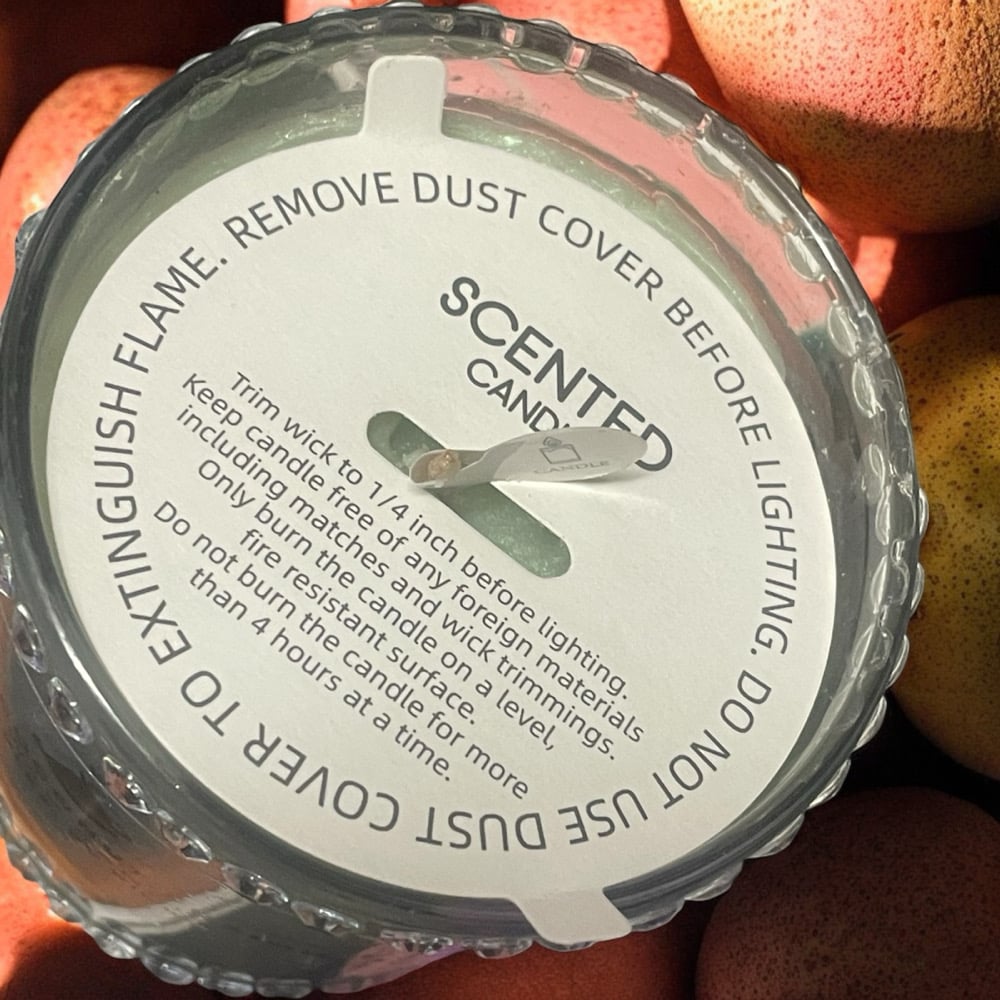 REMOVE DUST COVER BEFORE LIGHTING. DO NOT USE DUST COVER TO EXTINGUISH FLAME.
SCENTED
CANDLE
Trim wick to 1/4 inch before lighting.
Keep candle free of any foreign materials
including matches and wick trimmings.
Only burn the candle on a level,
fire resistant surface.
Do not burn the candle for more
than 4 hours at a time.